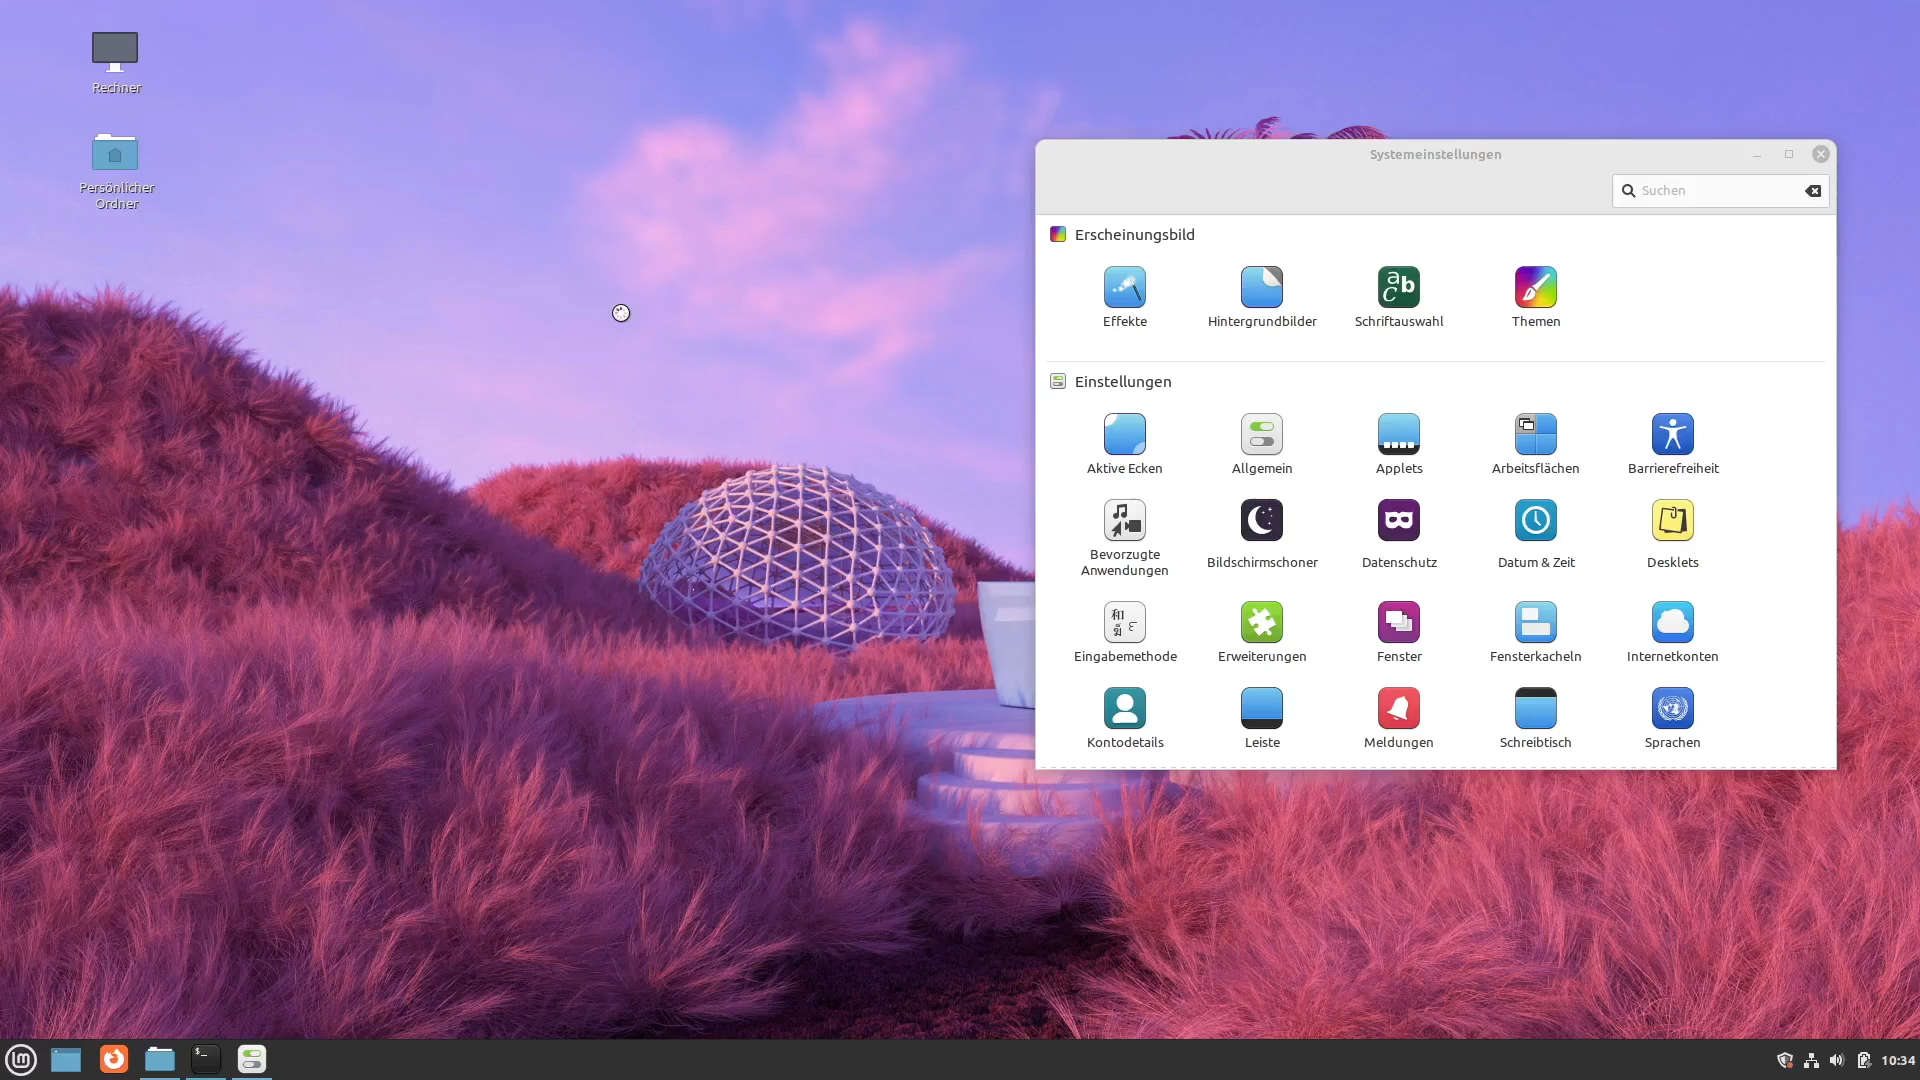 Rechner
Persönlicher
Ordner
Systemeinstellungen
Suchen
Erscheinungsbild
Effekte
Hintergrundbilder
Schriftauswahl
Themen
Einstellungen
Aktive Ecken
Allgemein
Applets
Arbeitsflächen
Barrierefreiheit
Bevorzugte
Anwendungen
Bildschirmschoner
Datenschutz
Datum & Zeit
Desklets
Eingabemethode
Erweiterungen
Fenster
Fensterkacheln
Internetkonten
Kontodetails
Leiste
Meldungen
Schreibtisch
Sprachen
10:34